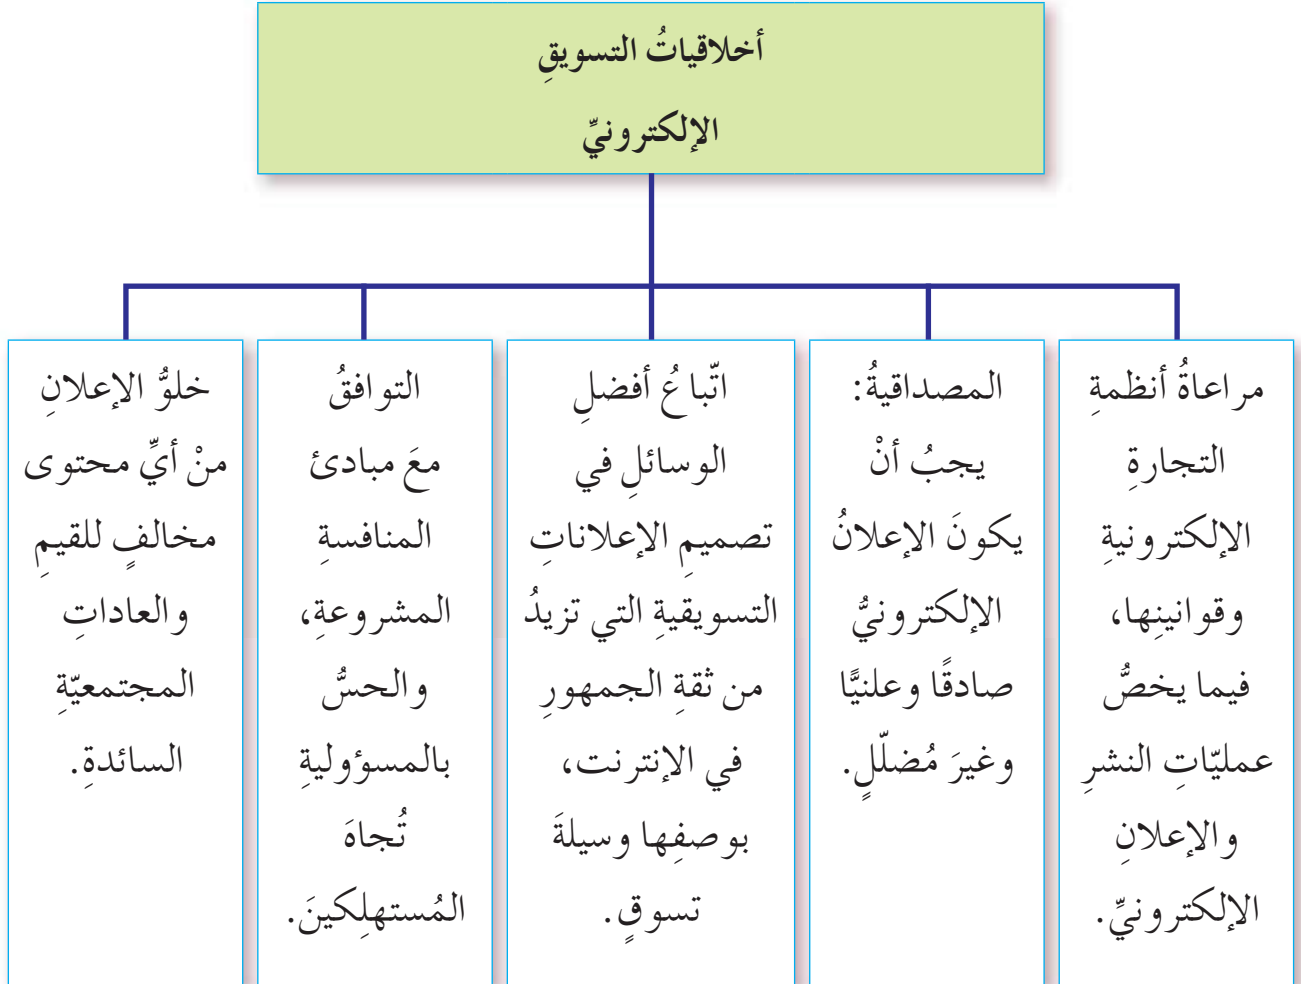 أخلاقياتُ التسويقِ
الإلكترونيِّ
مراعاةُ أنظمةِ
التجارةِ
الإلكترونيةِ
وقوانينِها،
فيما يخصُّ
عمليّاتِ النشرِ
والإعلانِ
الإلكترونيِّ.
المصداقيةُ:
يجبُ أنْ
يكونَ الإعلانُ
الإلكترونيُّ
صادقًا وعلنيًّا
وغيرَ مُضلّلٍ.
اتّباعُ أفضلِ
الوسائلِ في
تصميمِ الإعلاناتِ
التسويقيةِ التي تزيدُ
من ثقةِ الجمهورِ
في الإنترنت،
بوصفِها وسيلةَ
تسوقٍ.
التوافقُ
معَ مبادئ
المنافسةِ
المشروعةِ،
والحسُّ
بالمسؤوليةِ
تُجاهَ
المُستهلِكينَ.
خلوُّ الإعلانِ
منْ أيِّ محتوى
مخالفٍ للقيمِ
والعاداتِ
المجتمعيّةِ
السائدةِ.